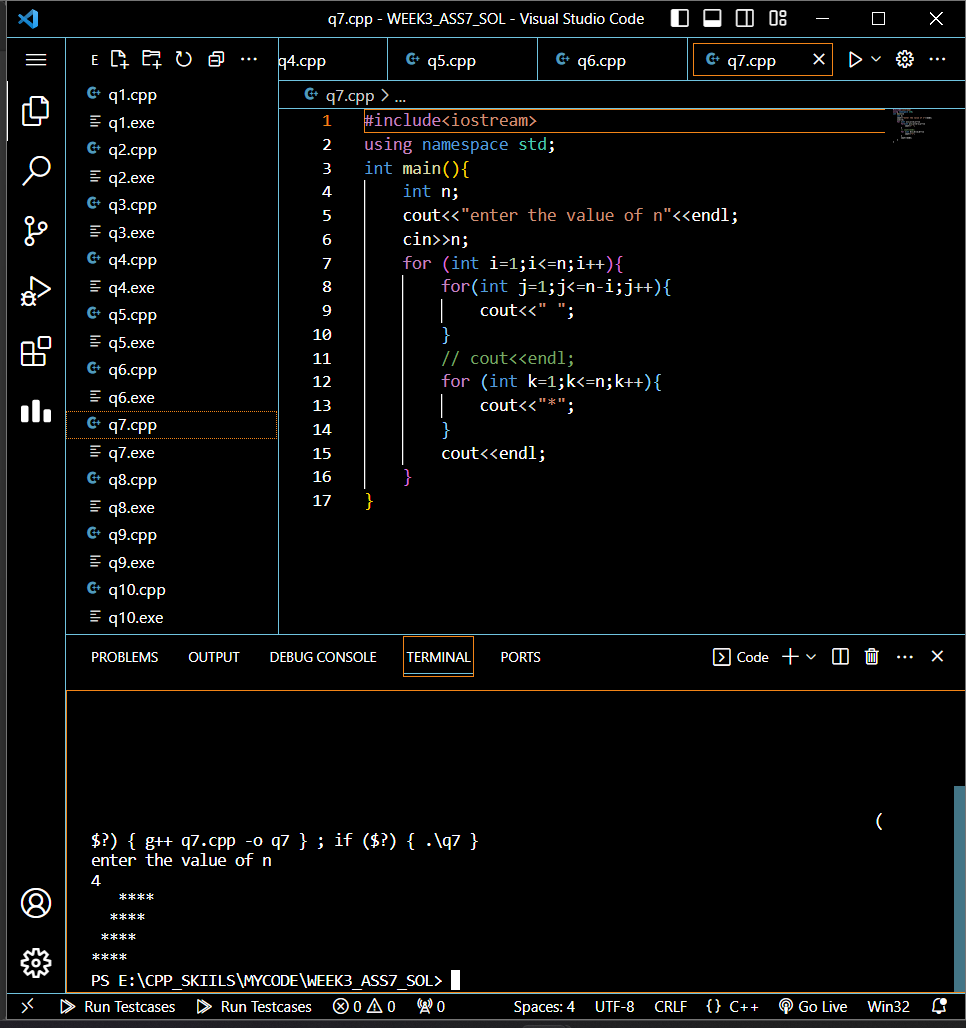 q7.cpp - WEEK3_ASS7_SOL - Visual Studio Code
E
q4.cpp
q5.cpp
q6.cpp
q7.cpp
q7.cpp > ...
q1.cpp
q1.exe
q2.cpp
q2.exe
q3.cpp
q3.exe
q4.cpp
q4.exe
q5.cpp
q5.exe
q6.cpp
q6.exe
q7.cpp
q7.exe
q8.cpp
q8.exe
q9.cpp
q9.exe
q10.cpp
q10.exe
1 #include<iostream>
2 using namespace std;
3 int main(){
4     int n;
5     cout<<"enter the value of n"<<endl;
6     cin>>n;
7     for (int i=1;i<=n;i++){
8         for(int j=1;j<=n-i;j++){
9             cout<<" ";
10         }
11         // cout<<endl;
12         for (int k=1;k<=n;k++){
13             cout<<"*";
14         }
15         cout<<endl;
16     }
17 }
PROBLEMS OUTPUT DEBUG CONSOLE TERMINAL PORTS
Code
(
$?) { g++ q7.cpp -o q7 } ; if ($?) { .\q7 }
enter the value of n
4
   ****
  ****
 ****
****
PS E:\CPP_SKIILS\MYCODE\WEEK3_ASS7_SOL>
Run Testcases Run Testcases 0 0 0 Spaces: 4 UTF-8 CRLF {} C++ Go Live Win32